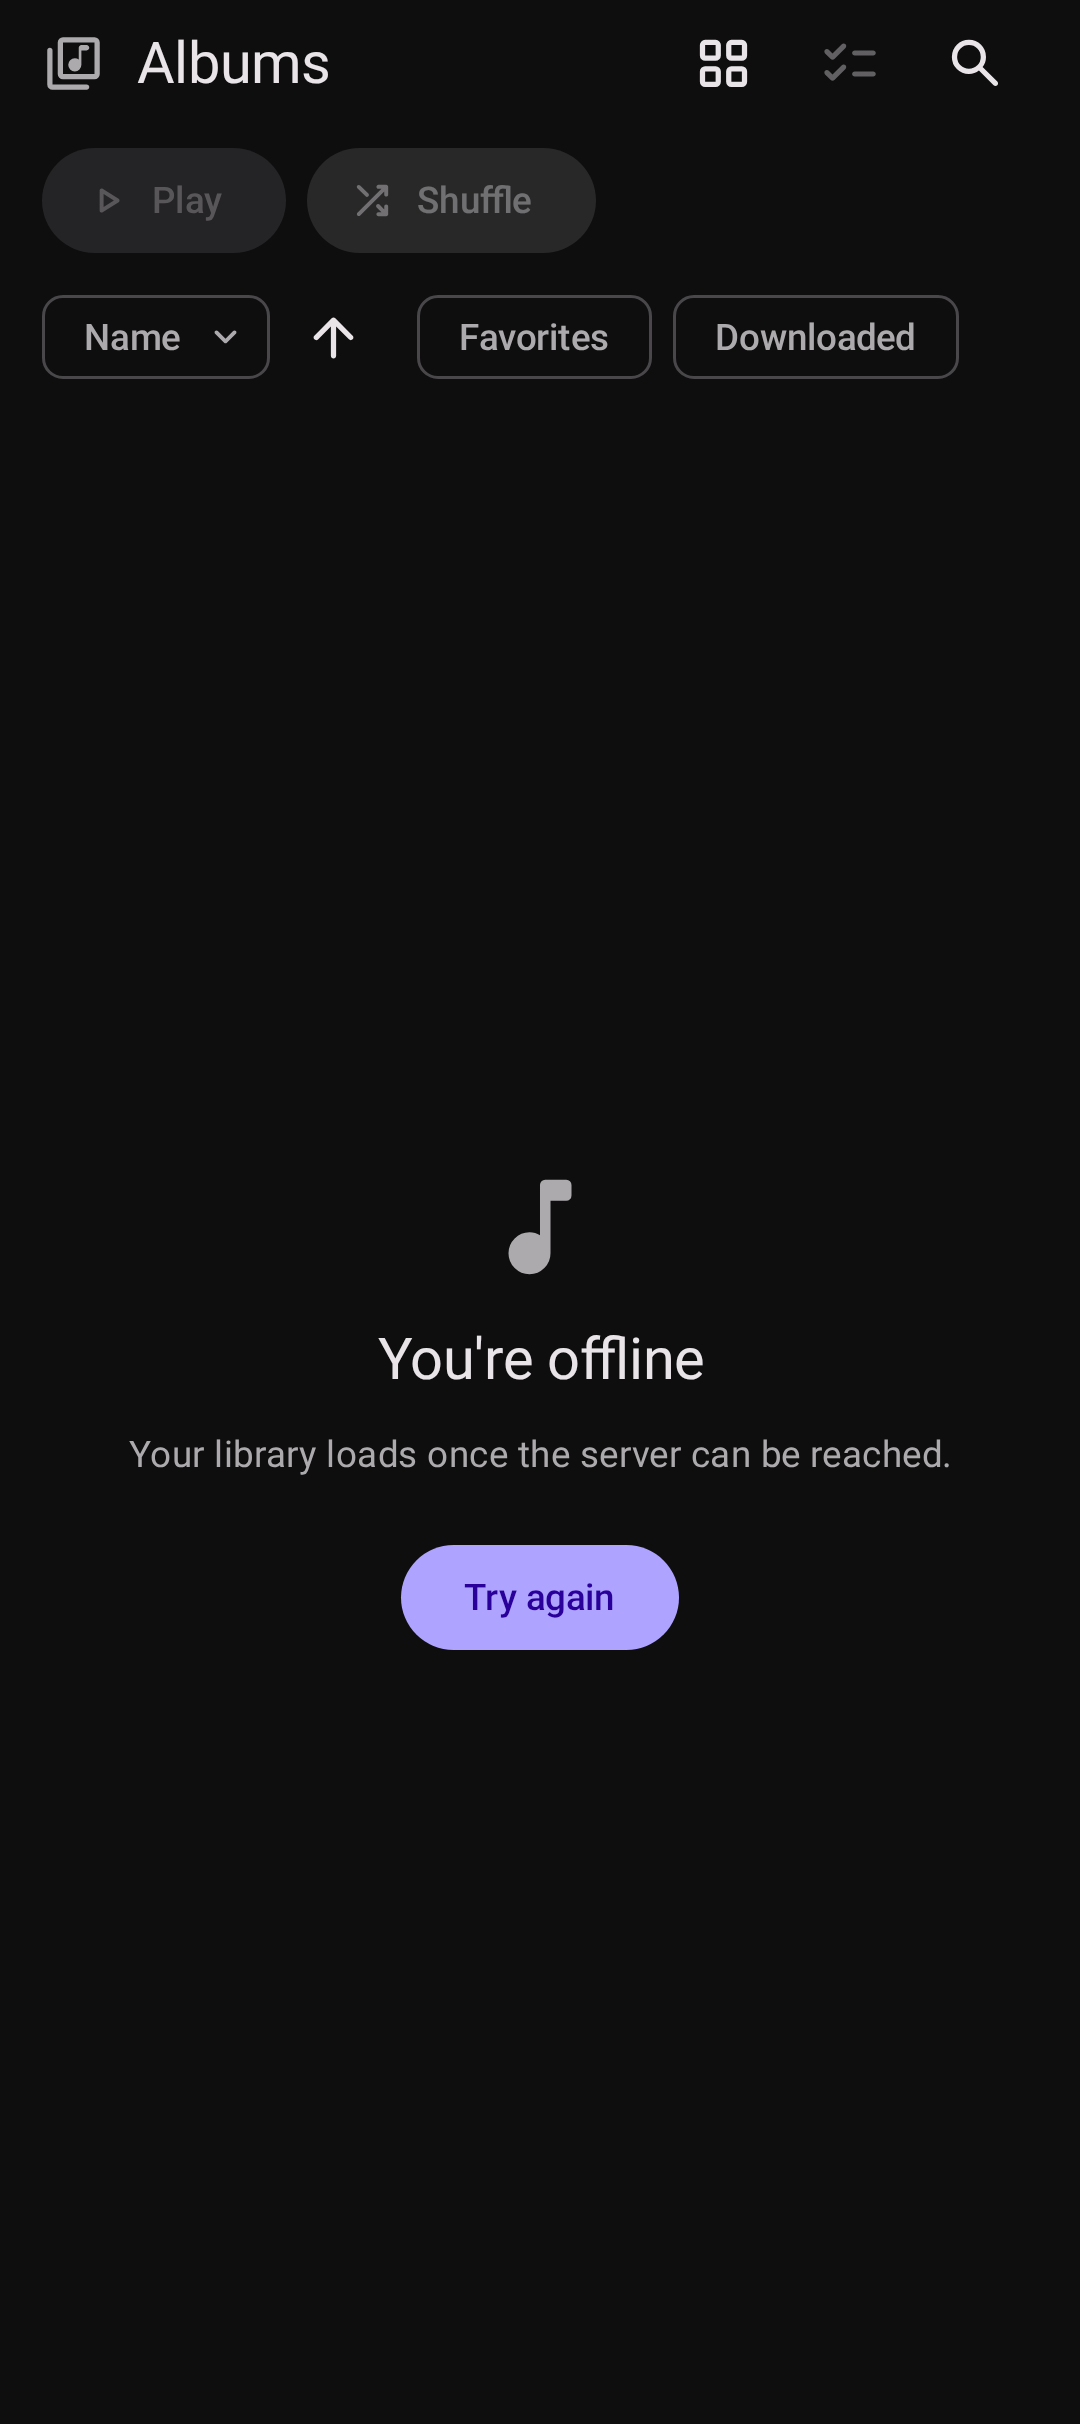 Albums
Play
Shuffle
Name
Favorites
Downloaded
You're offline
Your library loads once the server can be reached.
Try again